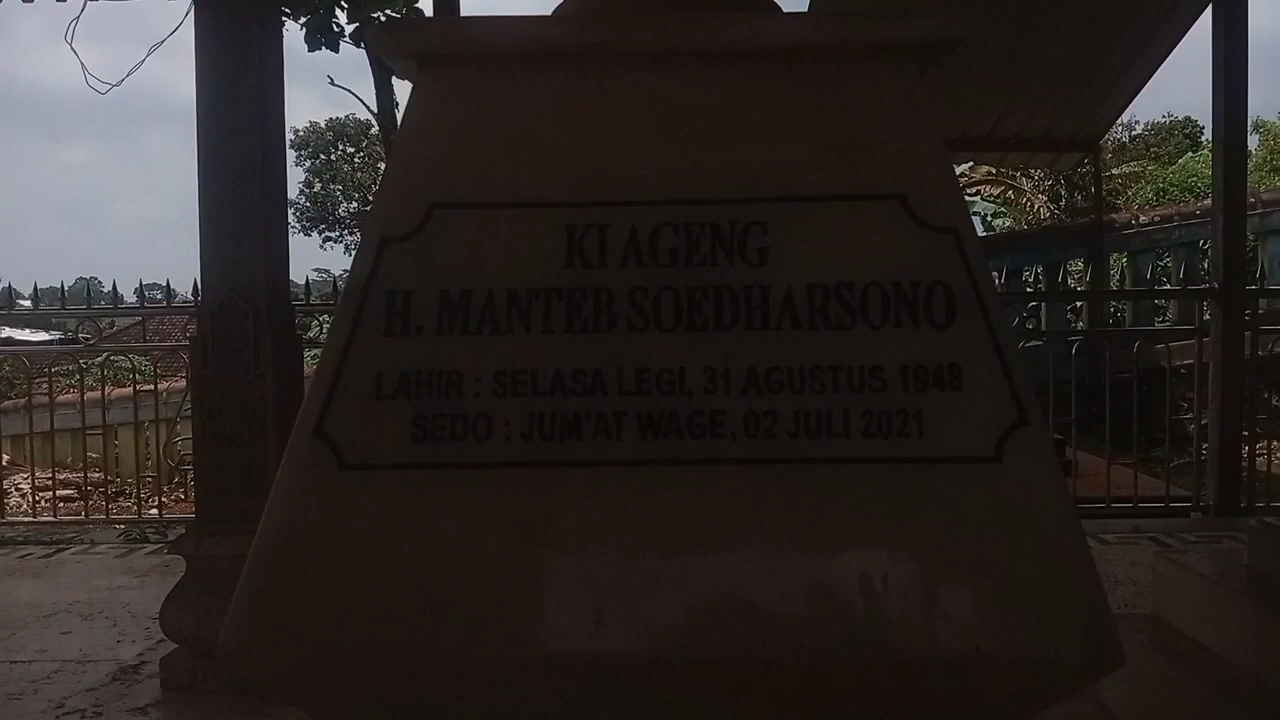 KI AGENG
H. MANTEB SOEDHARSONO
LAHIR : SELASA LEGI, 31 AGUSTUS 1948
SEDO : JUM'AT WAGE, 02 JULI 2021